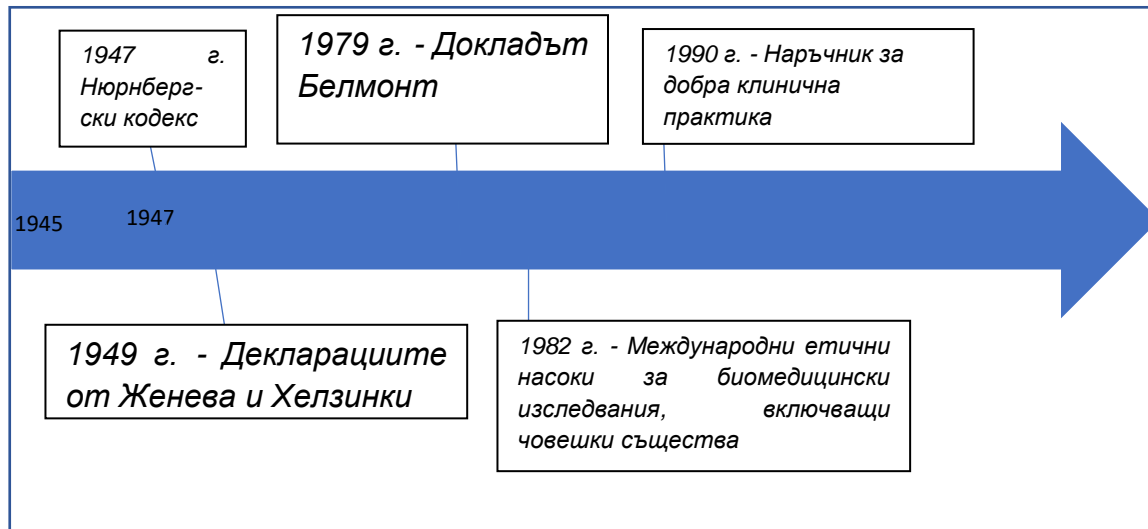 1947 г.
Нюрнберг-
ски кодекс
1979 г. - Докладът
Белмонт
1990 г. - Наръчник за
добра клинична
практика
1945
1947
1949 г. - Декларациите
от Женева и Хелзинки
1982 г. - Международни етични
насоки за биомедицински
изследвания, включващи
човешки същества